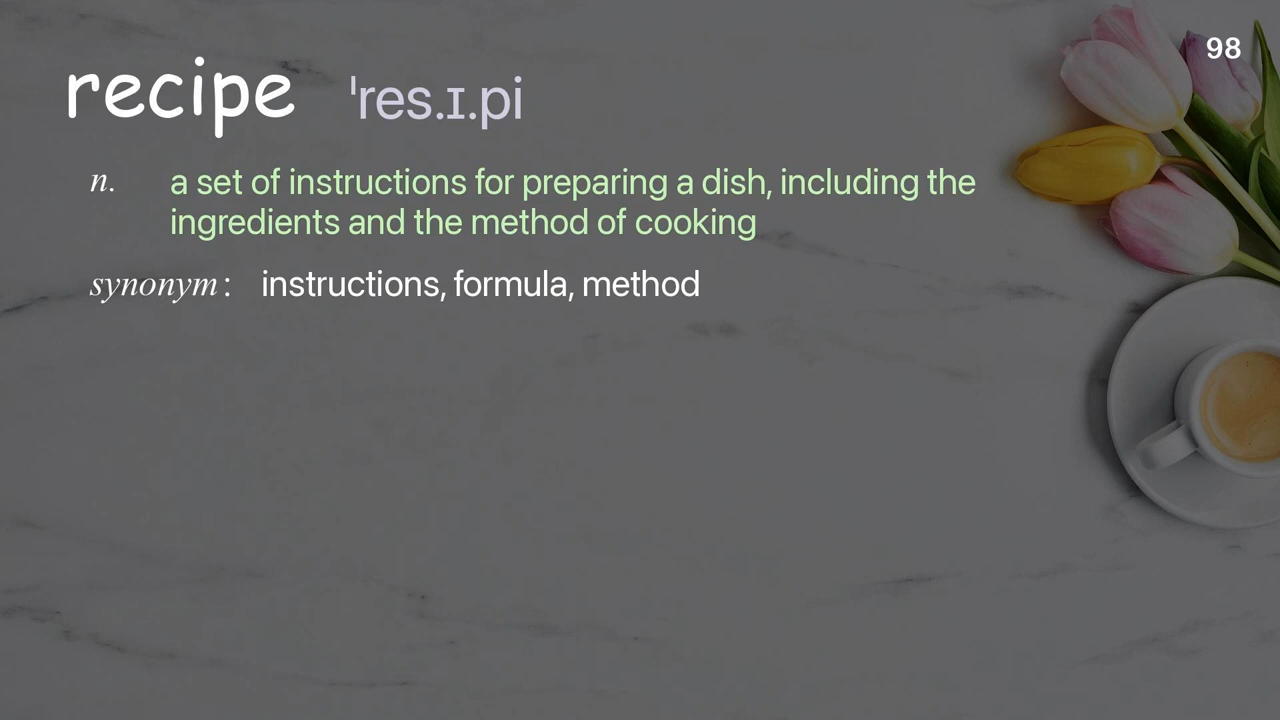 98
recipe ˈres.ɪ.pi
n. a set of instructions for preparing a dish, including the
ingredients and the method of cooking
synonym : instructions, formula, method